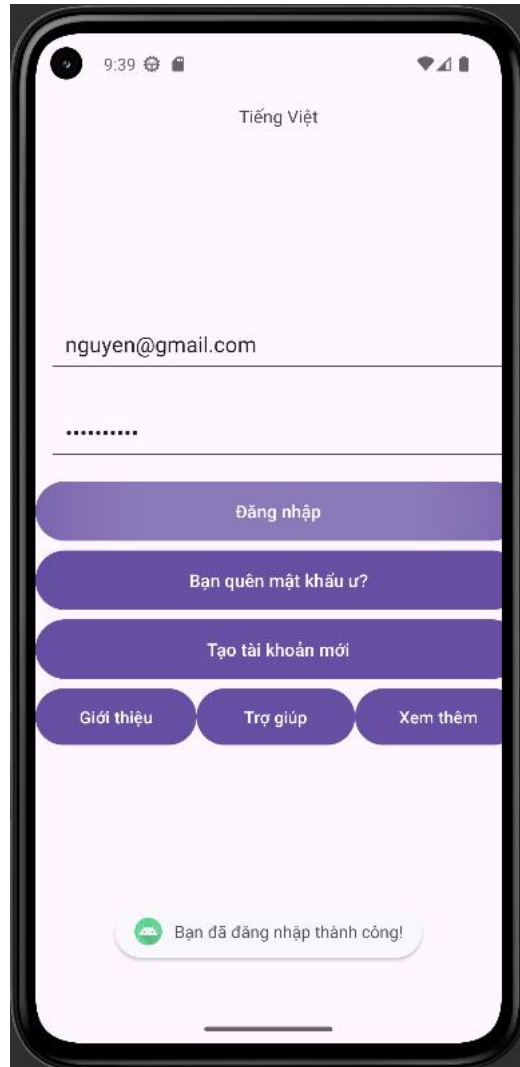 9:39
Tiếng Việt
nguyen@gmail.com
••••••••••
Đăng nhập
Bạn quên mật khẩu ư?
Tạo tài khoản mới
Giới thiệu Trợ giúp Xem thêm
Bạn đã đăng nhập thành công!